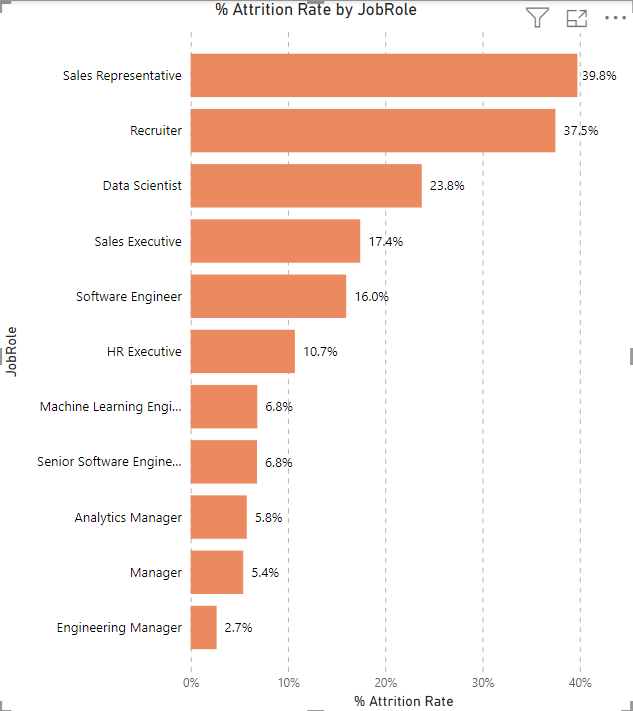 % Attrition Rate by JobRole
Sales Representative 39.8%
Recruiter 37.5%
Data Scientist 23.8%
Sales Executive 17.4%
Software Engineer 16.0%
HR Executive 10.7%
Machine Learning Engi... 6.8%
Senior Software Engine... 6.8%
Analytics Manager 5.8%
Manager 5.4%
Engineering Manager 2.7%
JobRole
0% 10% 20% 30% 40%
% Attrition Rate